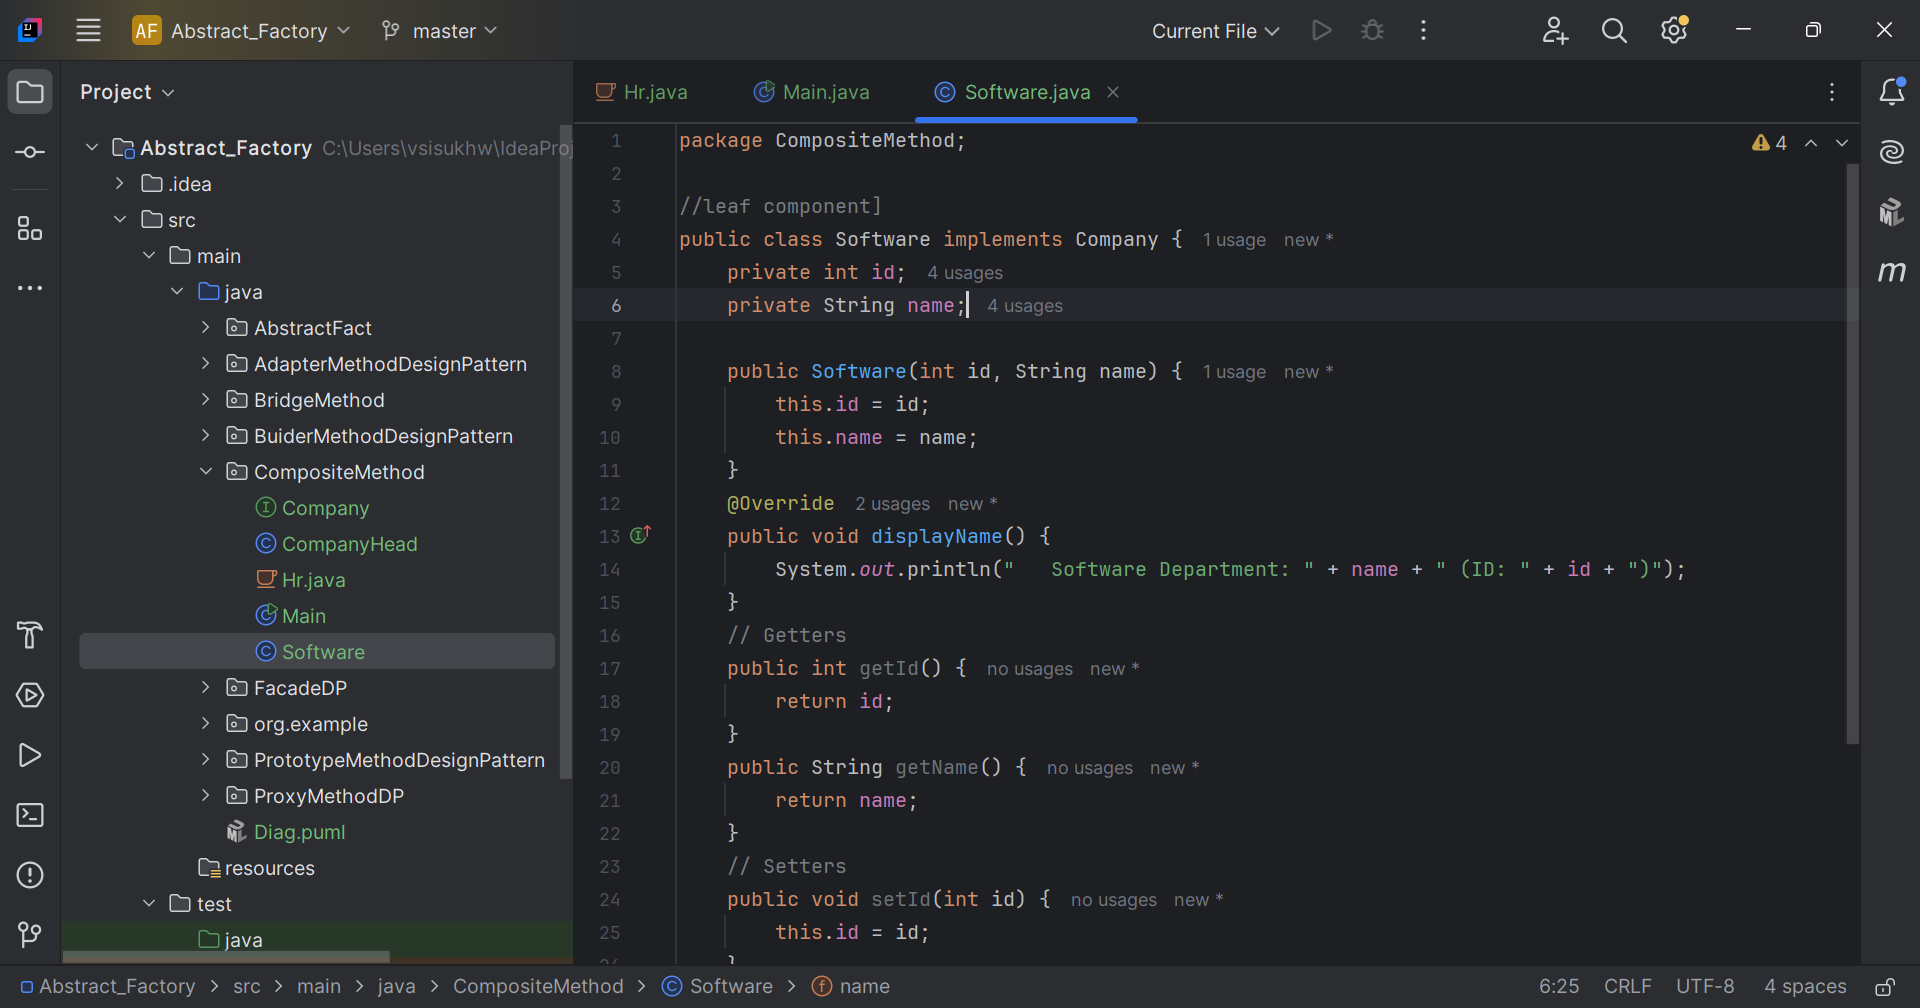 AF Abstract_Factory master Current File
Project
Abstract_Factory C:\Users\vsisukhw\IdeaProj
.idea
src
main
java
AbstractFact
AdapterMethodDesignPattern
BridgeMethod
BuiderMethodDesignPattern
CompositeMethod
Company
CompanyHead
Hr.java
Main
Software
FacadeDP
org.example
PrototypeMethodDesignPattern
ProxyMethodDP
Diag.puml
resources
test
java
Hr.java Main.java Software.java
4
1 package CompositeMethod;
2
3 //leaf component]
4 public class Software implements Company { 1 usage new *
5 private int id; 4 usages
6 private String name; 4 usages
7
8 public Software(int id, String name) { 1 usage new *
9 this.id = id;
10 this.name = name;
11 }
12 @Override 2 usages new *
13 public void displayName() {
14 System.out.println("   Software Department: " + name + " (ID: " + id + ")");
15 }
16 // Getters
17 public int getId() { no usages new *
18 return id;
19 }
20 public String getName() { no usages new *
21 return name;
22 }
23 // Setters
24 public void setId(int id) { no usages new *
25 this.id = id;
26 }
Abstract_Factory > src > main > java > CompositeMethod > Software > name 6:25 CRLF UTF-8 4 spaces